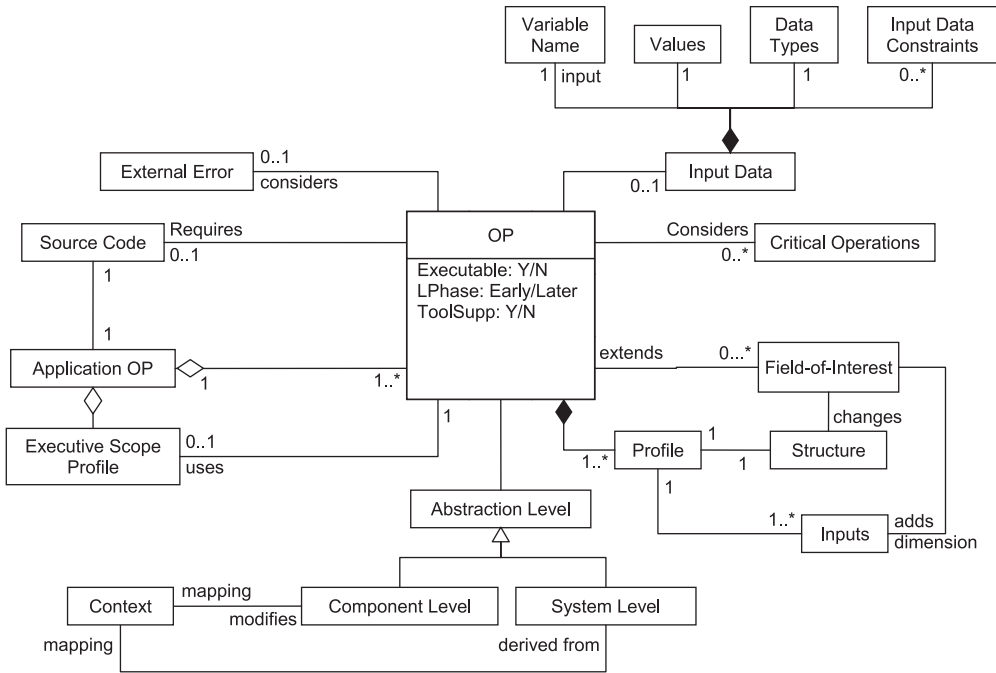 Variable
Name
Values
Data
Types
Input Data
Constraints
1 input
1
1
0..*
External Error
0..1
considers
Input Data
0..1
Source Code
Requires
0..1
OP
Considers
0..*
Critical Operations
Executable: Y/N
LPhase: Early/Later
ToolSupp: Y/N
1
1
Application OP
1
1..*
extends
0...*
Field-of-Interest
changes
Executive Scope
Profile
0..1
uses
1
1..*
Profile
1
1
Structure
1
1..*
Inputs
adds
dimension
Abstraction Level
Context
mapping
modifies
Component Level
System Level
mapping
derived from